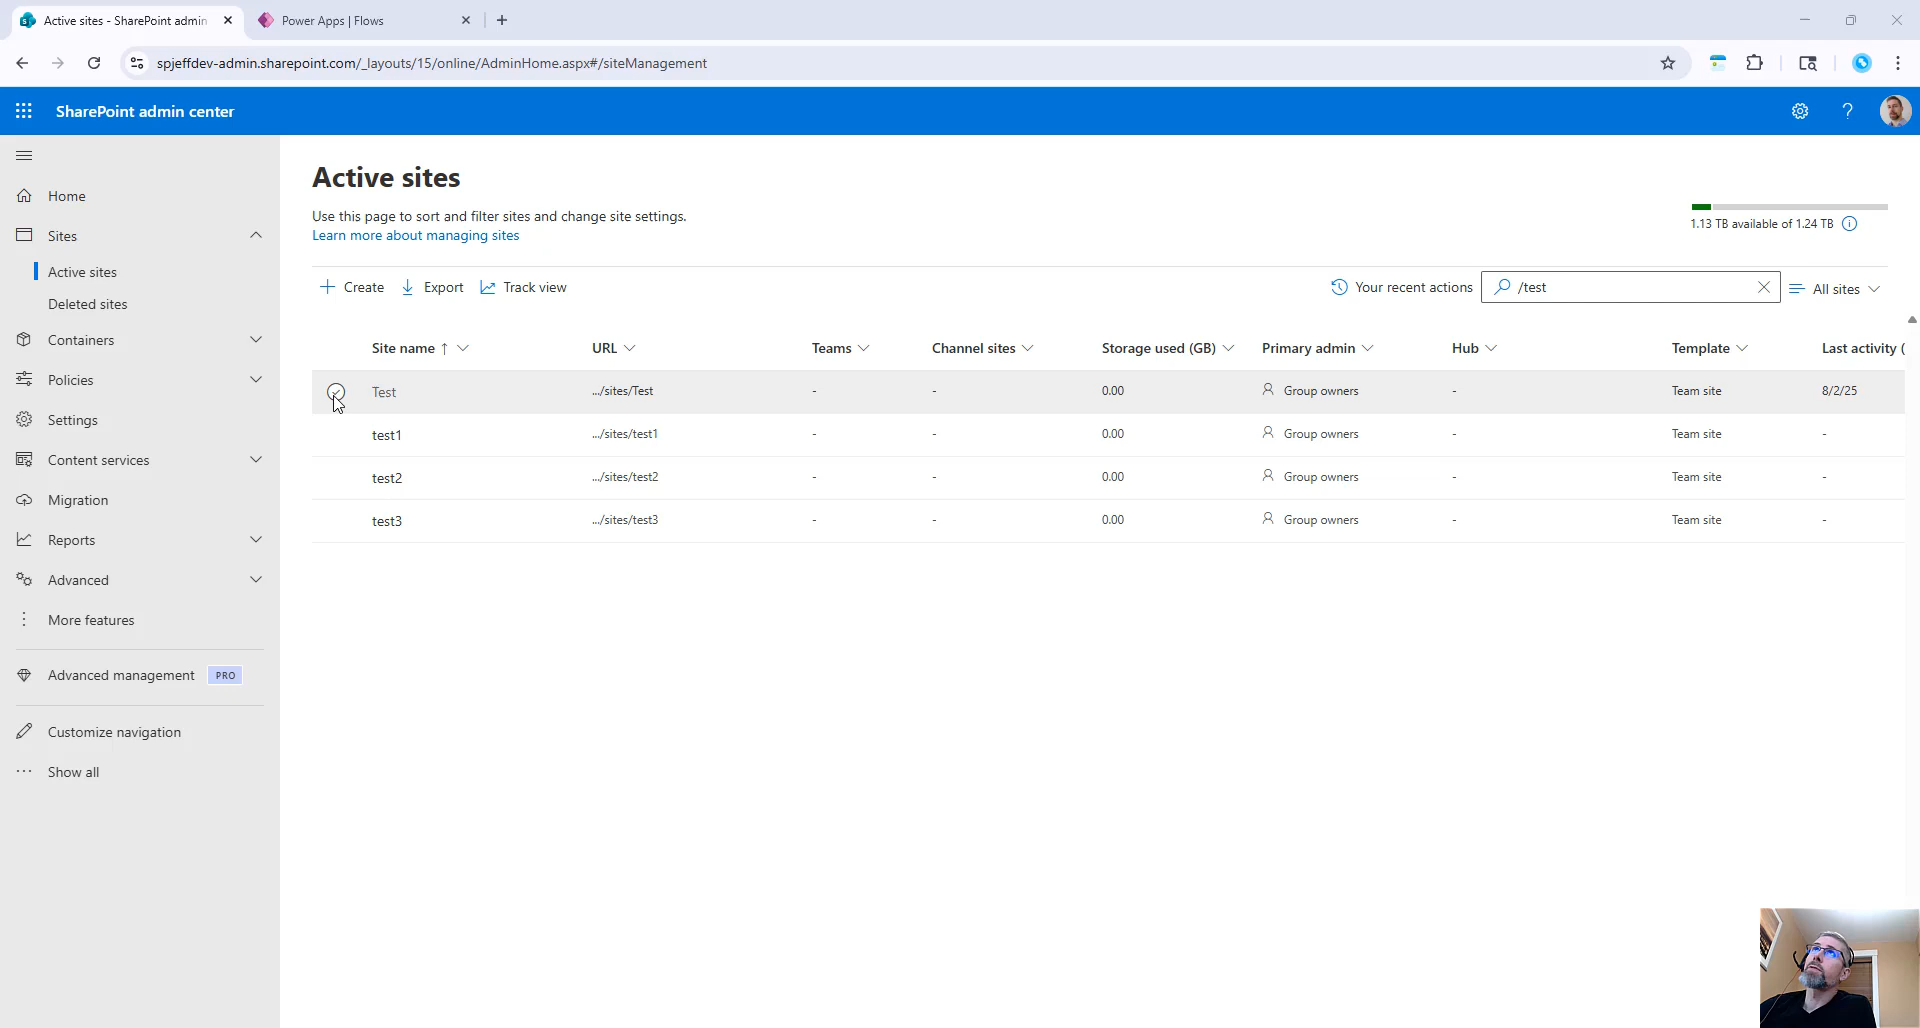 Active sites - SharePoint admin
Power Apps | Flows
spjeffdev-admin.sharepoint.com/_layouts/15/online/AdminHome.aspx#/siteManagement
SharePoint admin center
Home
Sites
Active sites
Deleted sites
Containers
Policies
Settings
Content services
Migration
Reports
Advanced
More features
Advanced management PRO
Customize navigation
Show all
Active sites
Use this page to sort and filter sites and change site settings.
Learn more about managing sites
1.13 TB available of 1.24 TB
Create Export Track view Your recent actions /test All sites
Site name ↑ URL Teams Channel sites Storage used (GB) Primary admin Hub Template Last activity (
Test .../sites/Test - - 0.00 Group owners - Team site 8/2/25
test1 .../sites/test1 - - 0.00 Group owners - Team site -
test2 .../sites/test2 - - 0.00 Group owners - Team site -
test3 .../sites/test3 - - 0.00 Group owners - Team site -